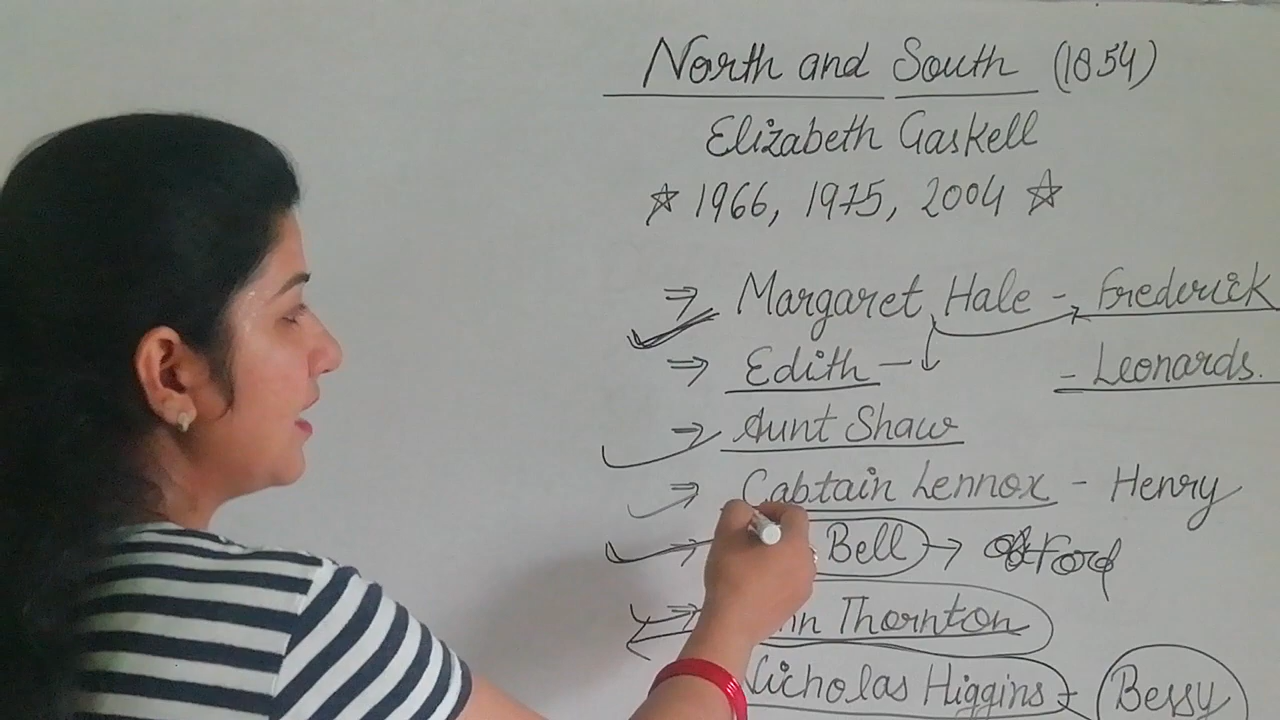 North and South (1854)
Elizabeth Gaskell
☆ 1966, 1975, 2004 ☆
⇒ Margaret Hale - Frederick
⇒ Edith - - Leonards.
⇒ Aunt Shaw
⇒ Cabtain Lennox - Henry
Bell → Oxford
Thornton
Nicholas Higgins - Bessy